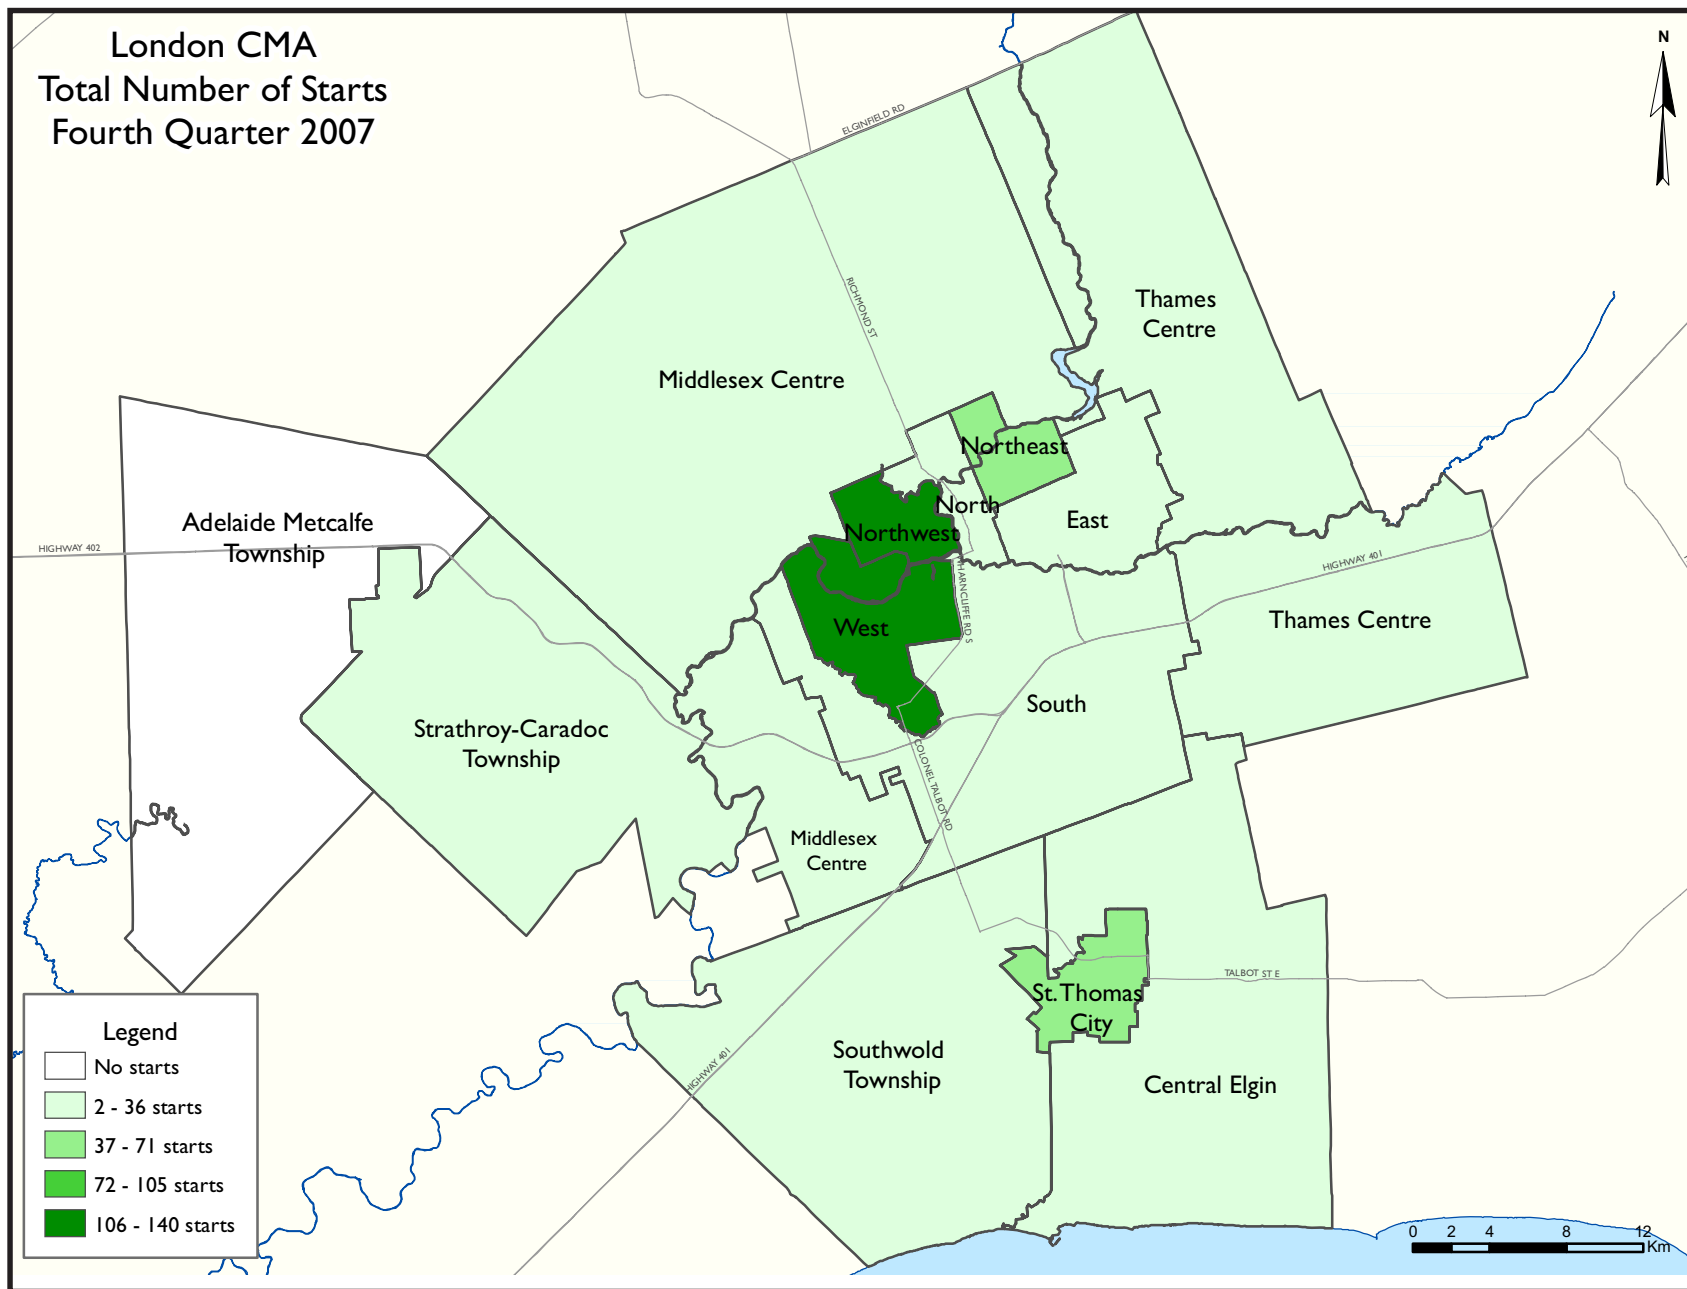 London CMA
Total Number of Starts
Fourth Quarter 2007
N
ELGINFIELD RD
RICHMOND ST
Thames
Centre
Middlesex Centre
Northeast
Adelaide Metcalfe
Township
North
East
Northwest
HIGHWAY 402
HIGHWAY 401
WHARNCLIFFE RD S
West
Thames Centre
South
Strathroy-Caradoc
Township
COLONEL TALBOT RD
Middlesex
Centre
TALBOT ST E
St. Thomas
City
Southwold
Township
HIGHWAY 401
Central Elgin
Legend
No starts
2 - 36 starts
37 - 71 starts
72 - 105 starts
106 - 140 starts
0 2 4 8 12
Km